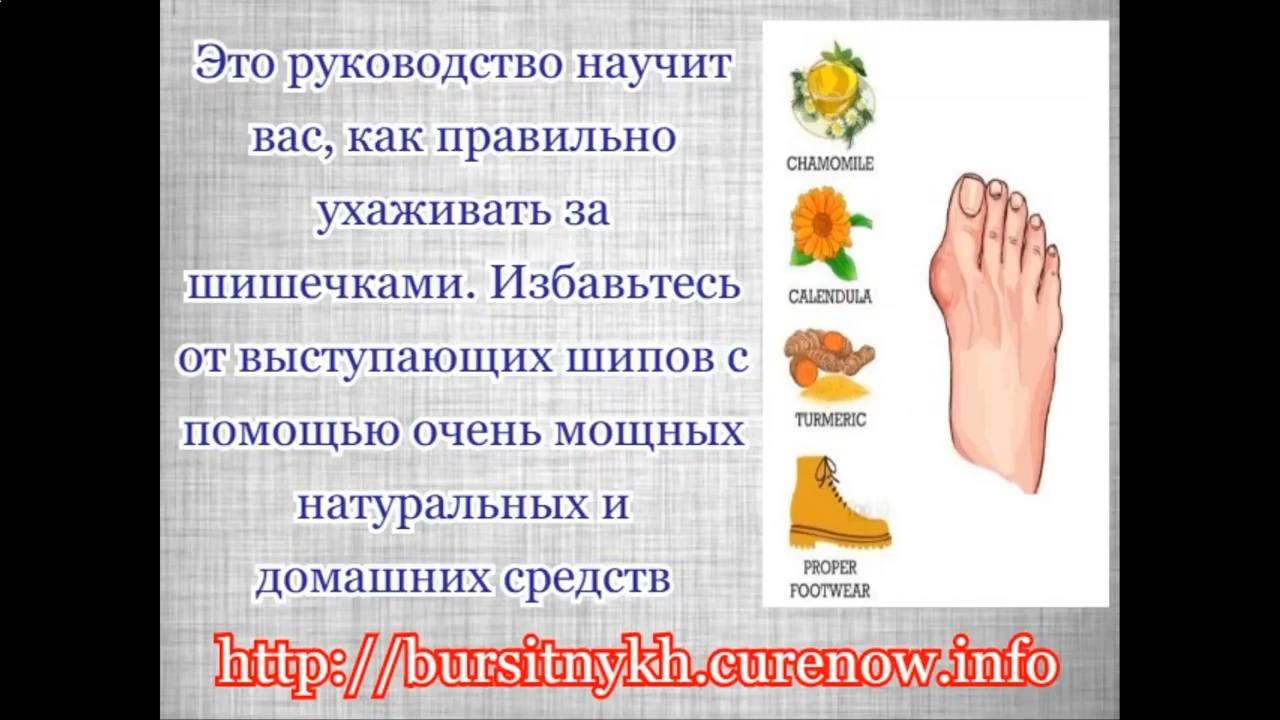 Это руководство научит
вас, как правильно
ухаживать за
шишечками. Избавьтесь
от выступающих шипов с
помощью очень мощных
натуральных и
домашних средств
CHAMOMILE
CALENDULA
TURMERIC
PROPER
FOOTWEAR
http://bursitnykh.curenow.info